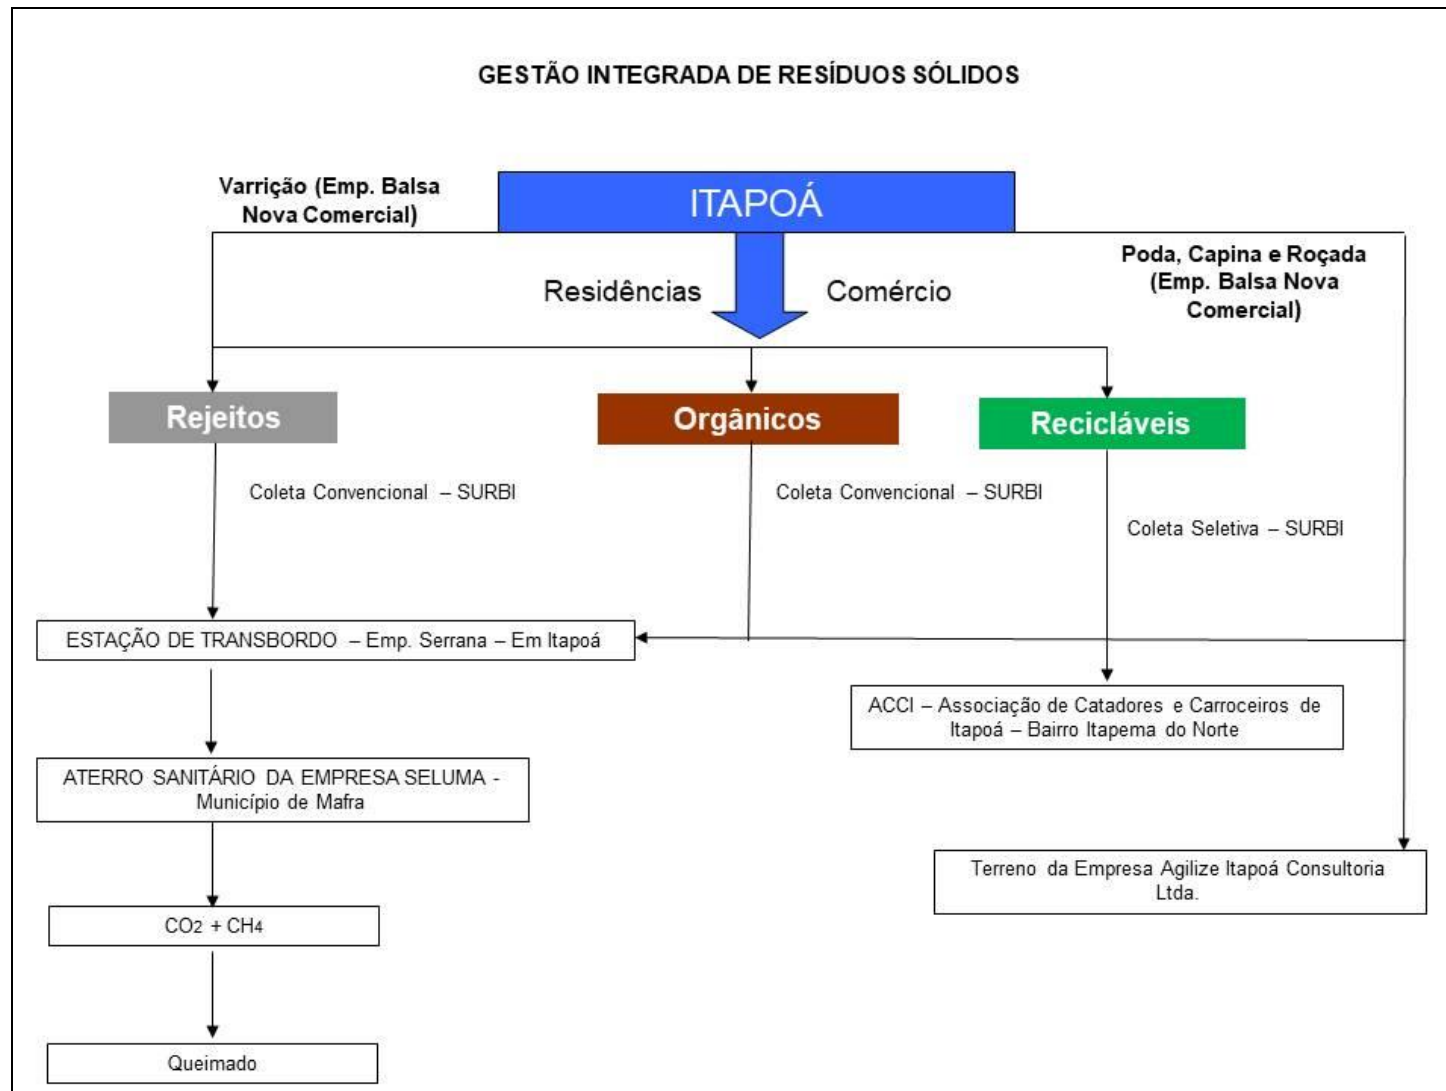 GESTÃO INTEGRADA DE RESÍDUOS SÓLIDOS
Varrição (Emp. Balsa
Nova Comercial)
ITAPOÁ
Poda, Capina e Roçada
(Emp. Balsa Nova
Comercial)
Residências
Comércio
Rejeitos
Orgânicos
Recicláveis
Coleta Convencional – SURBI
Coleta Convencional – SURBI
Coleta Seletiva – SURBI
ESTAÇÃO DE TRANSBORDO – Emp. Serrana – Em Itapoá
ACCI – Associação de Catadores e Carroceiros de
Itapoá – Bairro Itapema do Norte
ATERRO SANITÁRIO DA EMPRESA SELUMA -
Município de Mafra
Terreno da Empresa Agilize Itapoá Consultoria
Ltda.
CO2 + CH4
Queimado